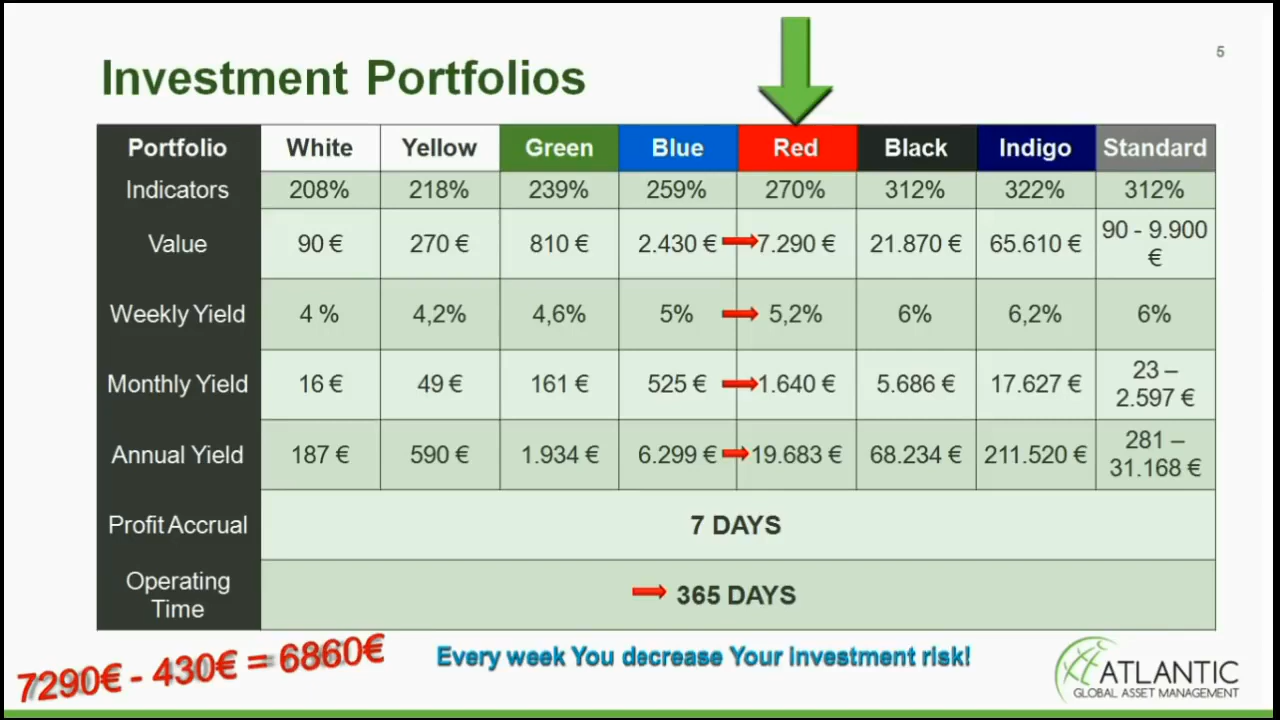 5
Investment Portfolios
Portfolio White Yellow Green Blue Red Black Indigo Standard
Indicators 208% 218% 239% 259% 270% 312% 322% 312%
Value 90 € 270 € 810 € 2.430 € 7.290 € 21.870 € 65.610 € 90 - 9.900 €
Weekly Yield 4 % 4,2% 4,6% 5% 5,2% 6% 6,2% 6%
Monthly Yield 16 € 49 € 161 € 525 € 1.640 € 5.686 € 17.627 € 23 – 2.597 €
Annual Yield 187 € 590 € 1.934 € 6.299 € 19.683 € 68.234 € 211.520 € 281 – 31.168 €
Profit Accrual 7 DAYS
Operating Time 365 DAYS
7290€ - 430€ = 6860€
Every week You decrease Your investment risk!
ATLANTIC
GLOBAL ASSET MANAGEMENT